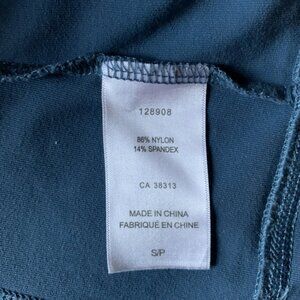 128908
86% NYLON
14% SPANDEX
CA 38313
MADE IN CHINA
FABRIQUÉ EN CHINE
S/P